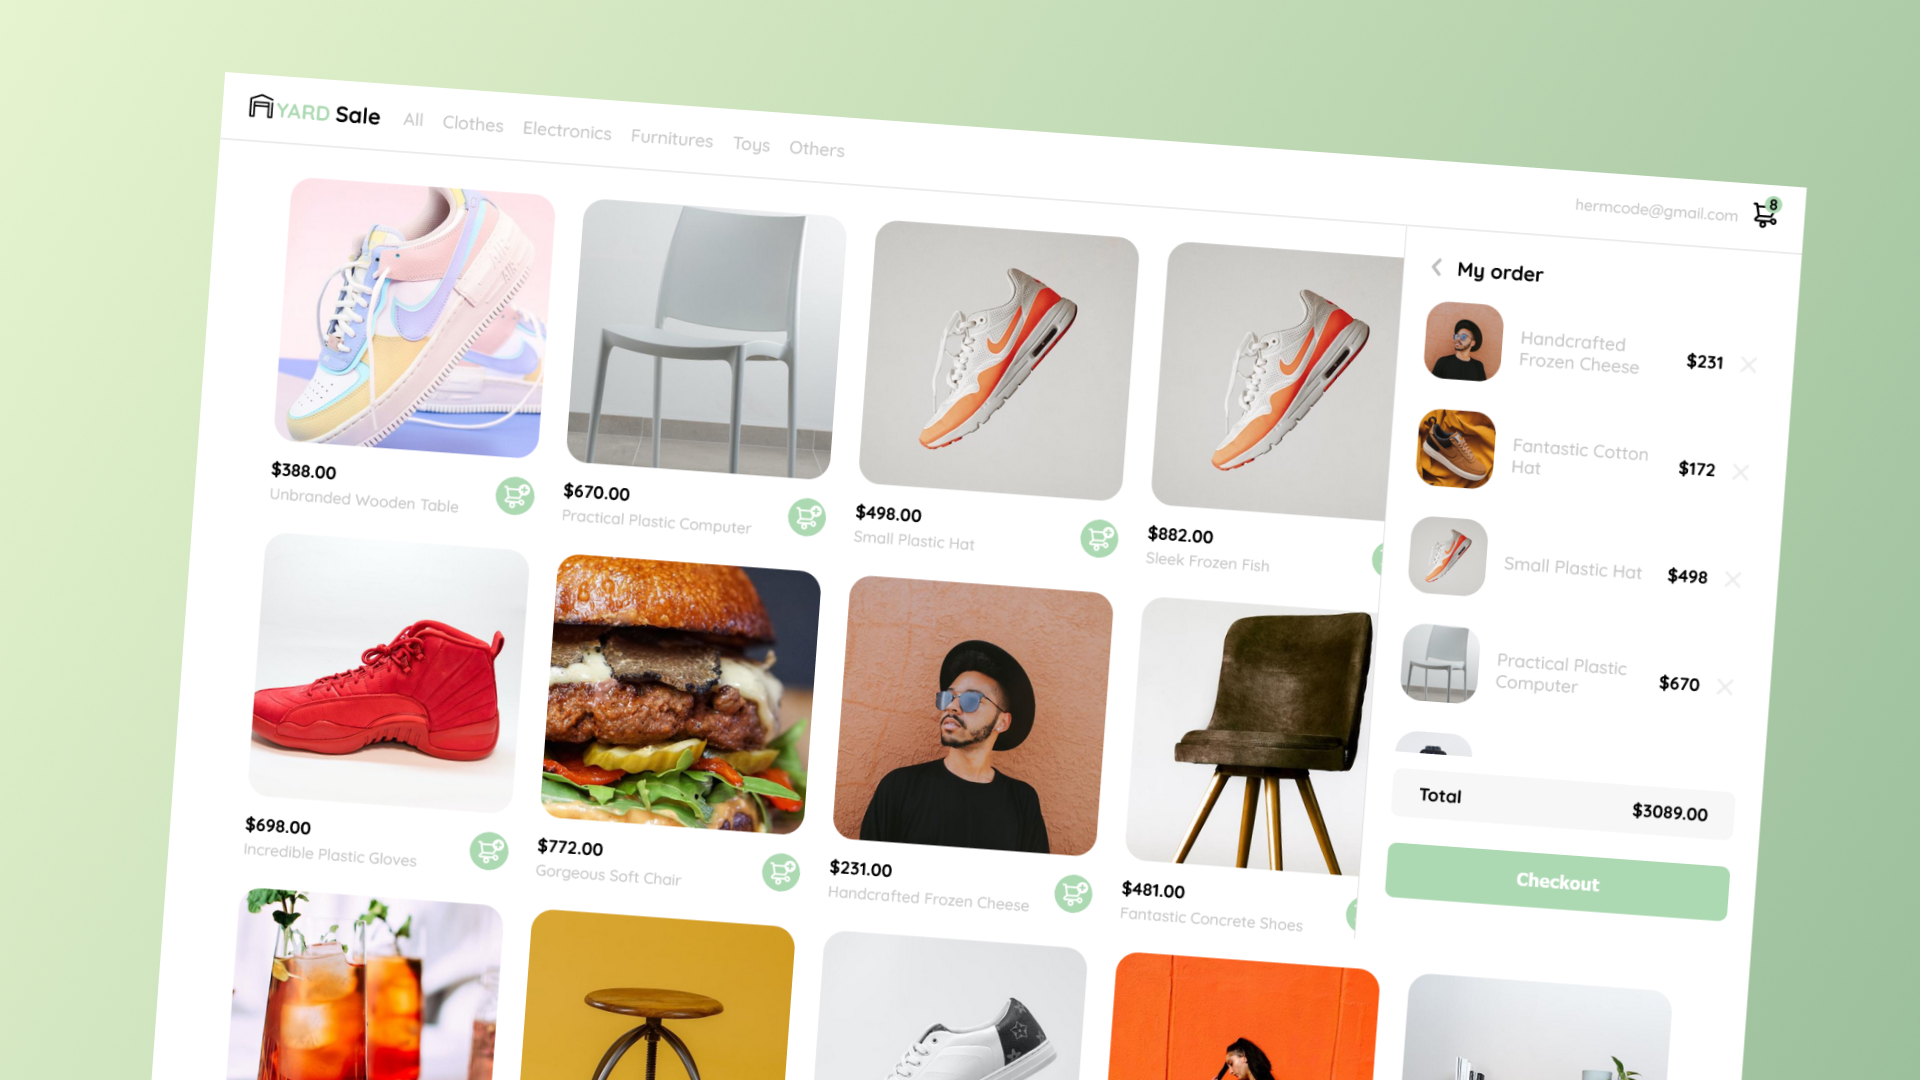 YARD Sale
All Clothes Electronics Furnitures Toys Others
hermcode@gmail.com
8
$388.00
Unbranded Wooden Table
$670.00
Practical Plastic Computer
$498.00
Small Plastic Hat
$882.00
Sleek Frozen Fish
$698.00
Incredible Plastic Gloves
$772.00
Gorgeous Soft Chair
$231.00
Handcrafted Frozen Cheese
$481.00
Fantastic Concrete Shoes
My order
Handcrafted
Frozen Cheese
$231
Fantastic Cotton
Hat
$172
Small Plastic Hat
$498
Practical Plastic
Computer
$670
Total
$3089.00
Checkout